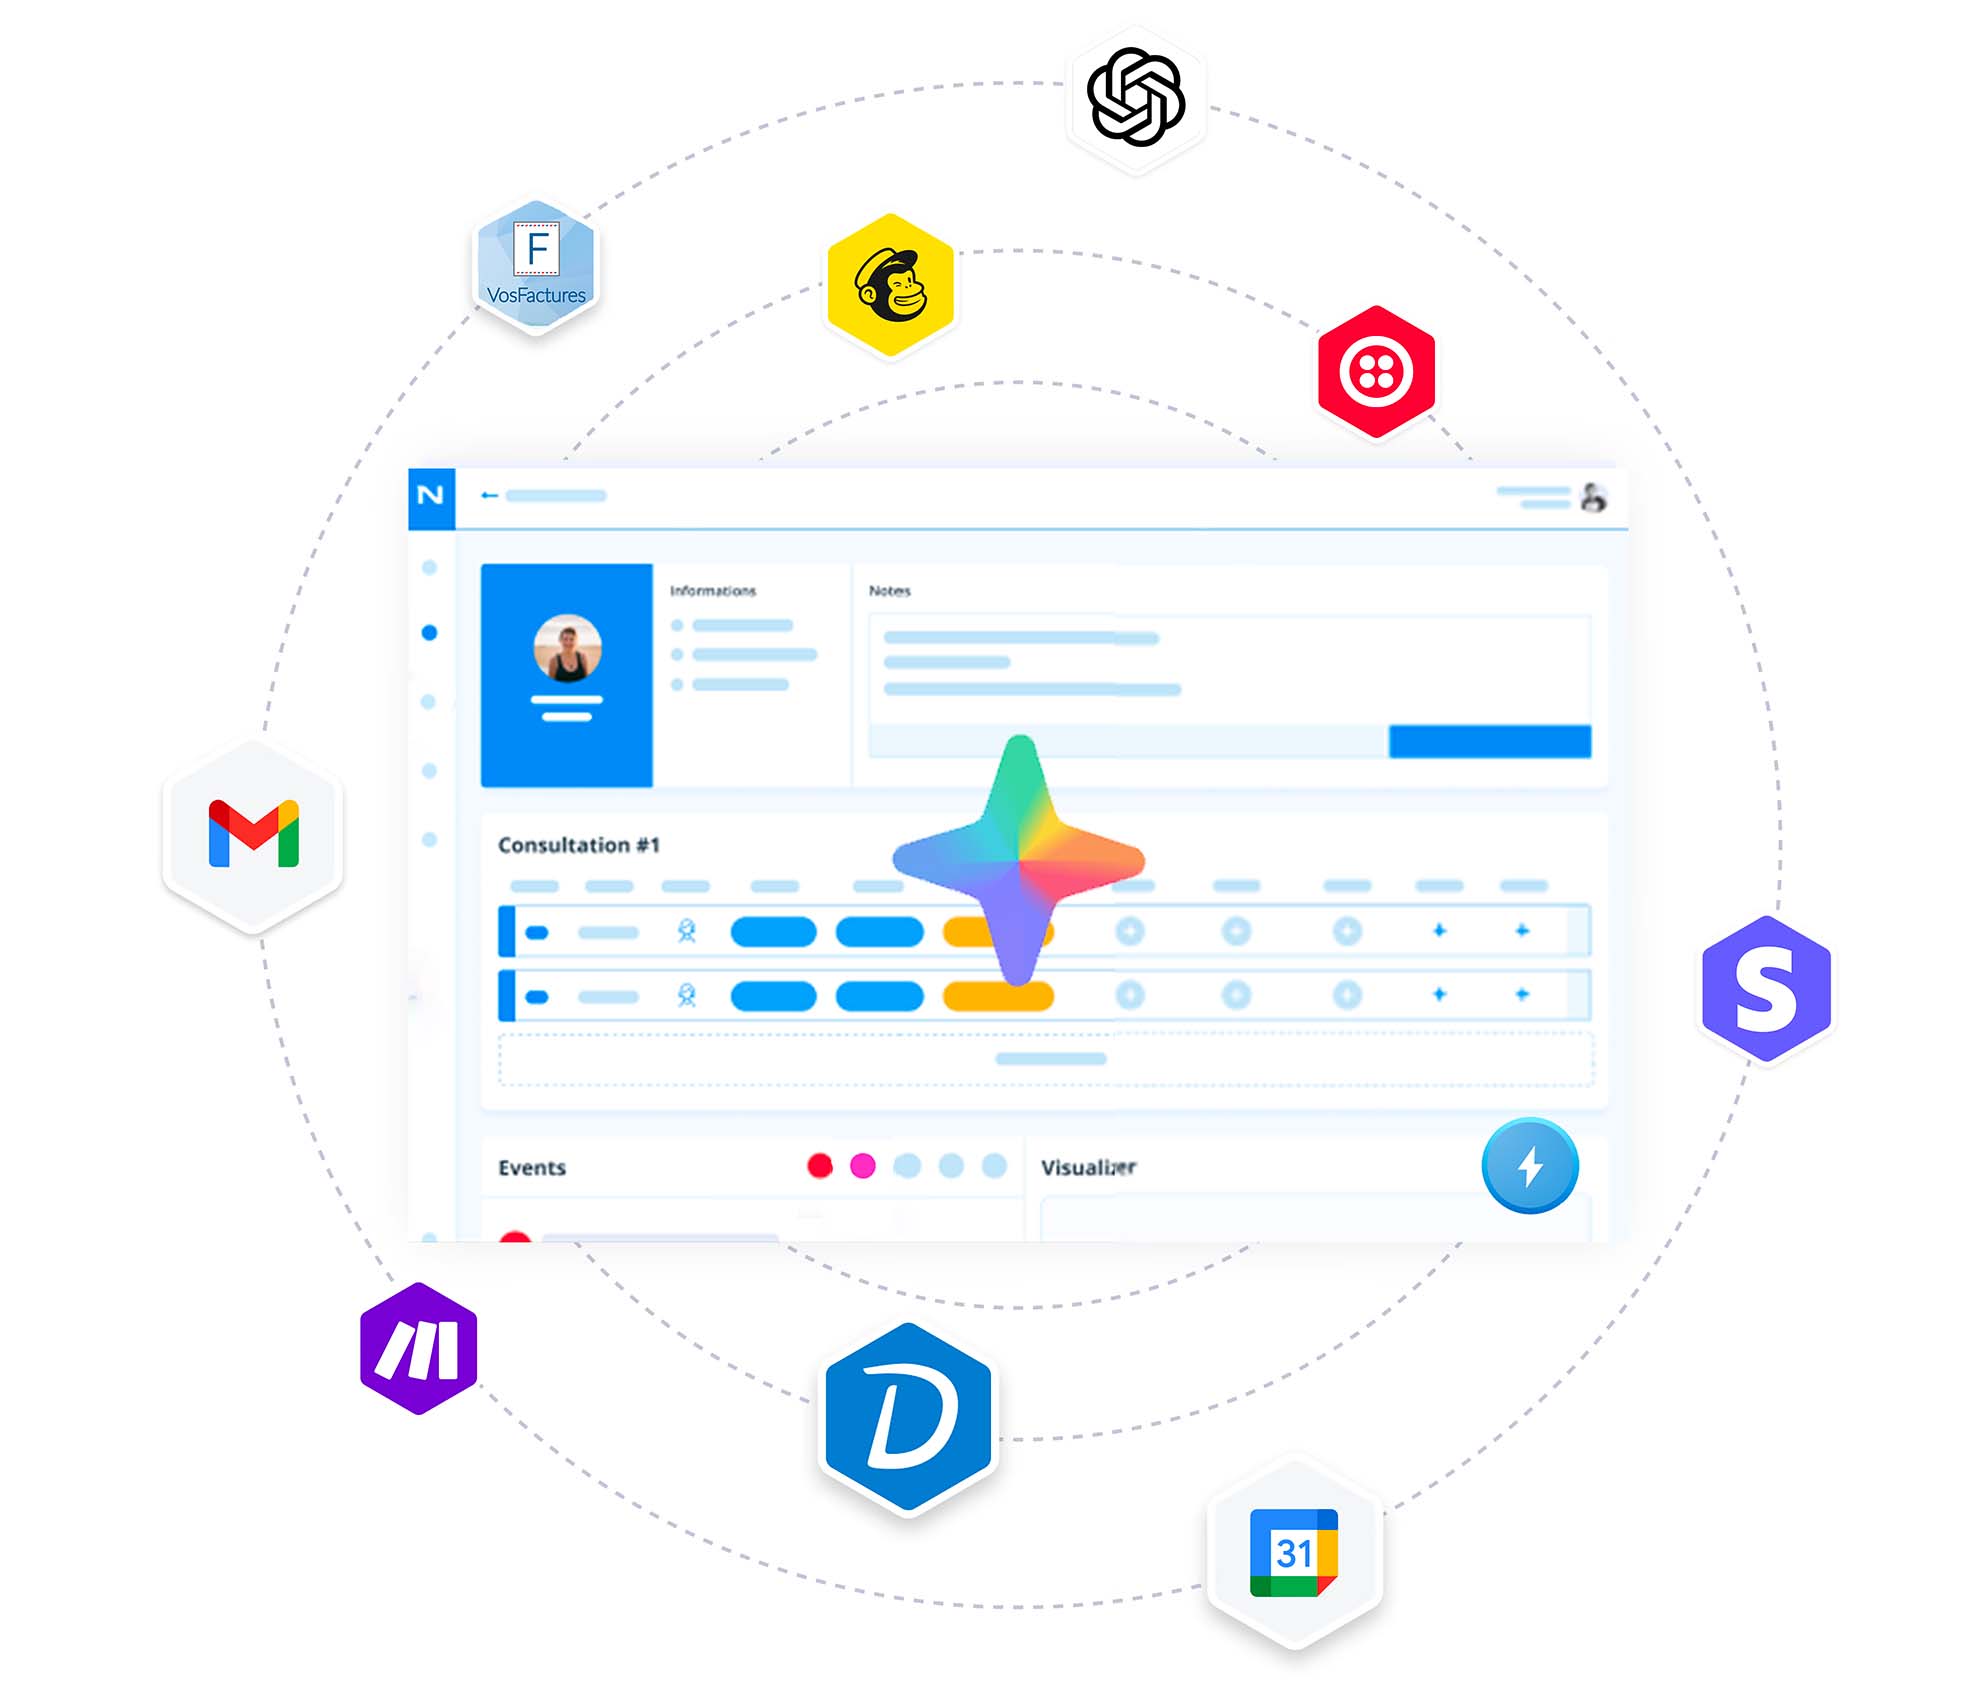 F
VosFactures
N
Informations
Notes
Consultation #1
S
Events
Visualizer
D
31